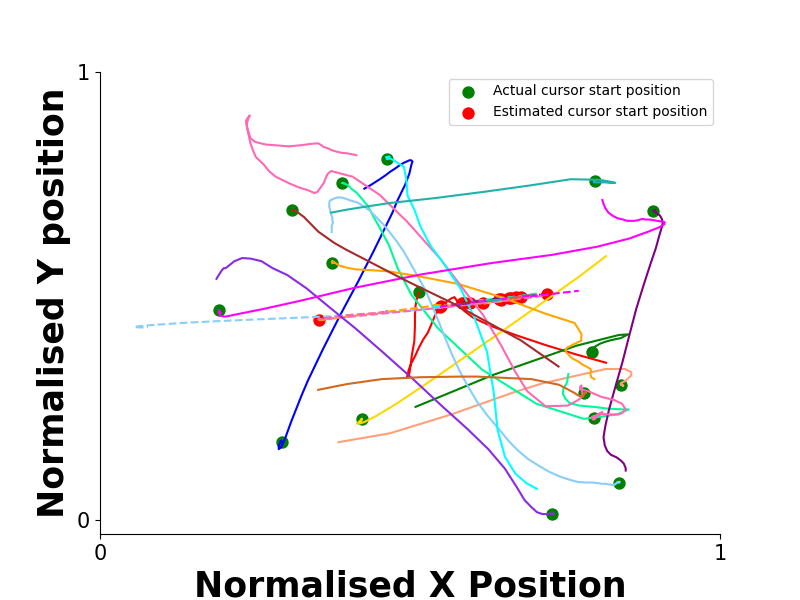 1
Actual cursor start position
Estimated cursor start position
Normalised Y position
0
0
1
Normalised X Position